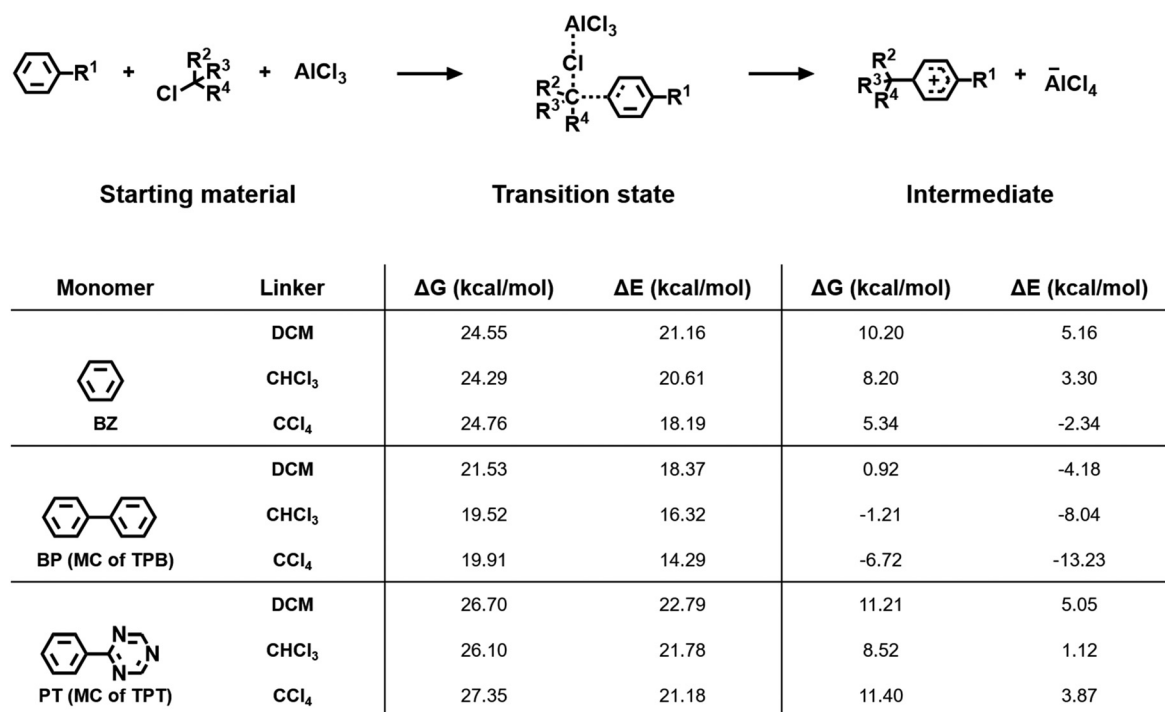 R¹ + Cl R² R³ R⁴ + AlCl₃
AlCl₃ Cl R² R³ C R⁴ R¹
R² R³ R⁴ + R¹ + ĀlCl₄
Starting material Transition state Intermediate
Monomer Linker ΔG (kcal/mol) ΔE (kcal/mol) ΔG (kcal/mol) ΔE (kcal/mol)
DCM 24.55 21.16 10.20 5.16
CHCl₃ 24.29 20.61 8.20 3.30
BZ CCl₄ 24.76 18.19 5.34 -2.34
DCM 21.53 18.37 0.92 -4.18
CHCl₃ 19.52 16.32 -1.21 -8.04
BP (MC of TPB) CCl₄ 19.91 14.29 -6.72 -13.23
DCM 26.70 22.79 11.21 5.05
N N N CHCl₃ 26.10 21.78 8.52 1.12
PT (MC of TPT) CCl₄ 27.35 21.18 11.40 3.87